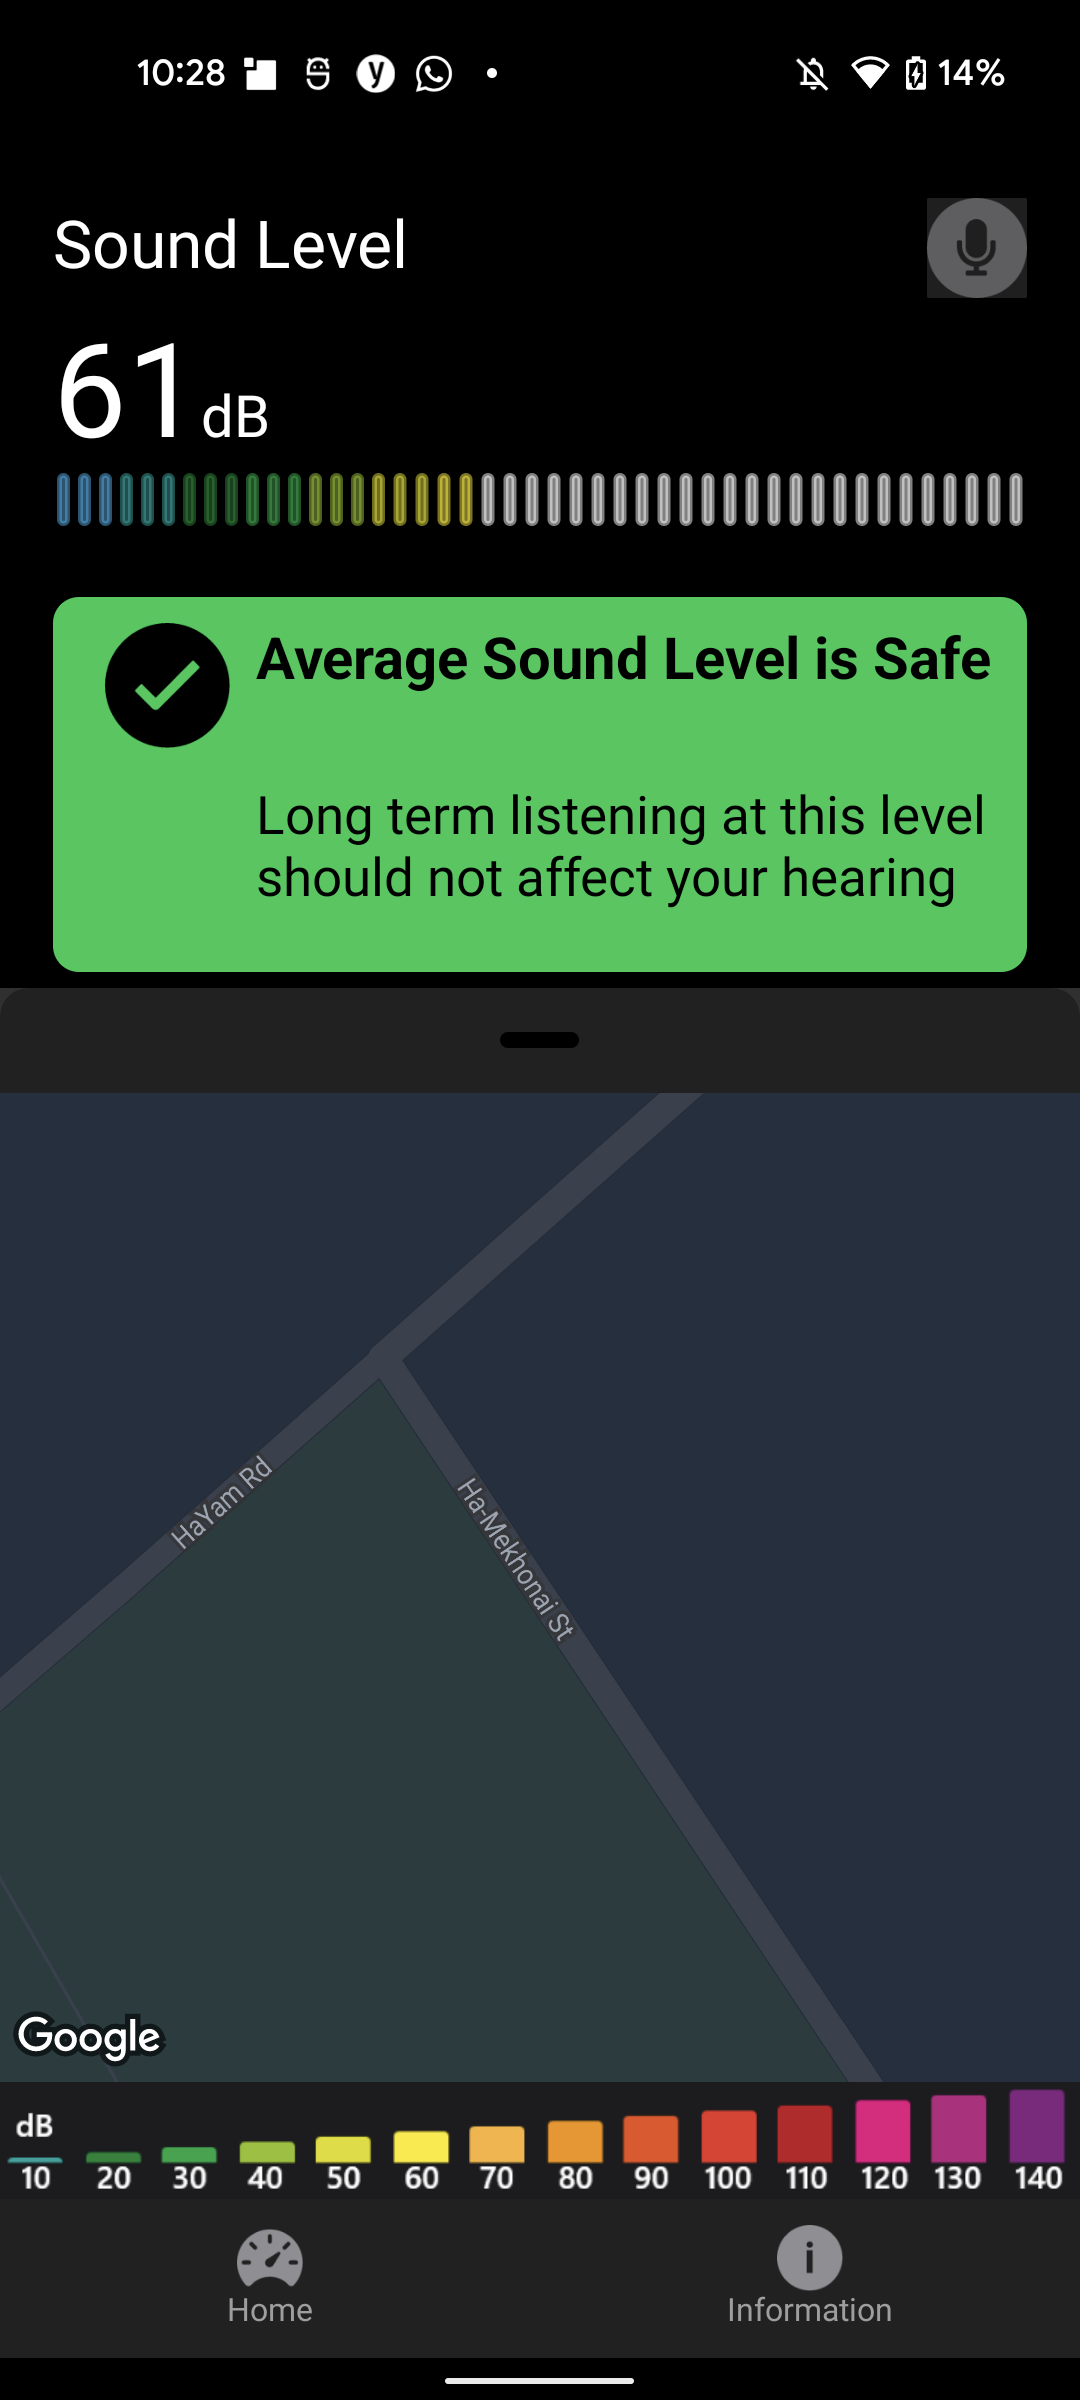 10:28
14%
Sound Level
61 dB
Average Sound Level is Safe
Long term listening at this level
should not affect your hearing
HaYam Rd
Ha-Mekhonai St
Google
dB
10 20 30 40 50 60 70 80 90 100 110 120 130 140
Home
Information